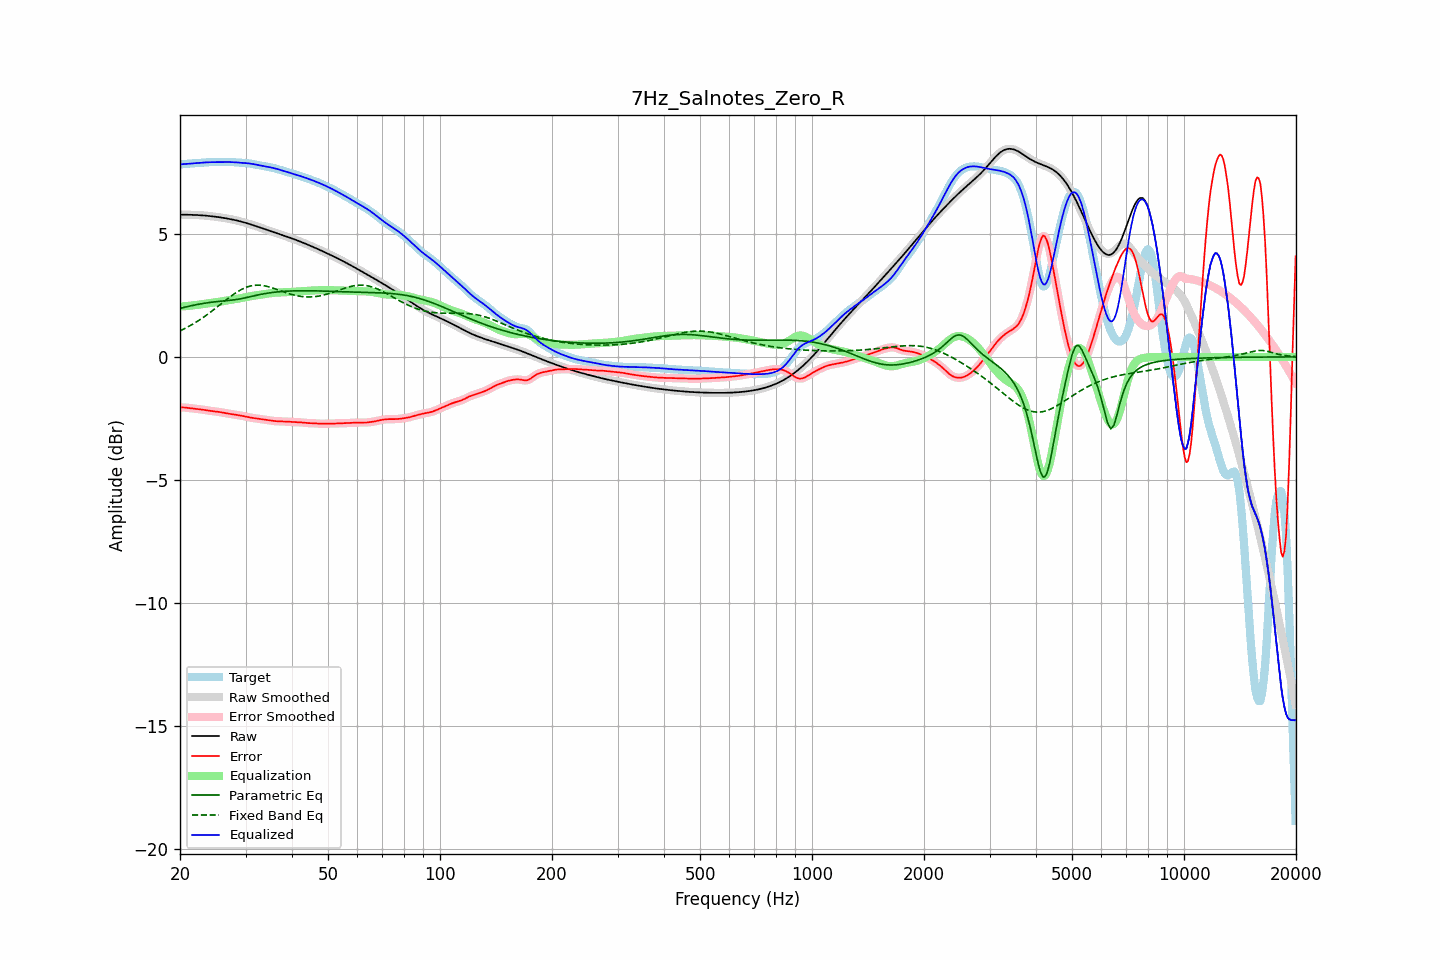 7Hz_Salnotes_Zero_R
Amplitude (dBr)
5
0
−5
−10
−15
−20
Target
Raw Smoothed
Error Smoothed
Raw
Error
Equalization
Parametric Eq
Fixed Band Eq
Equalized
20 50 100 200 500 1000 2000 5000 10000 20000
Frequency (Hz)